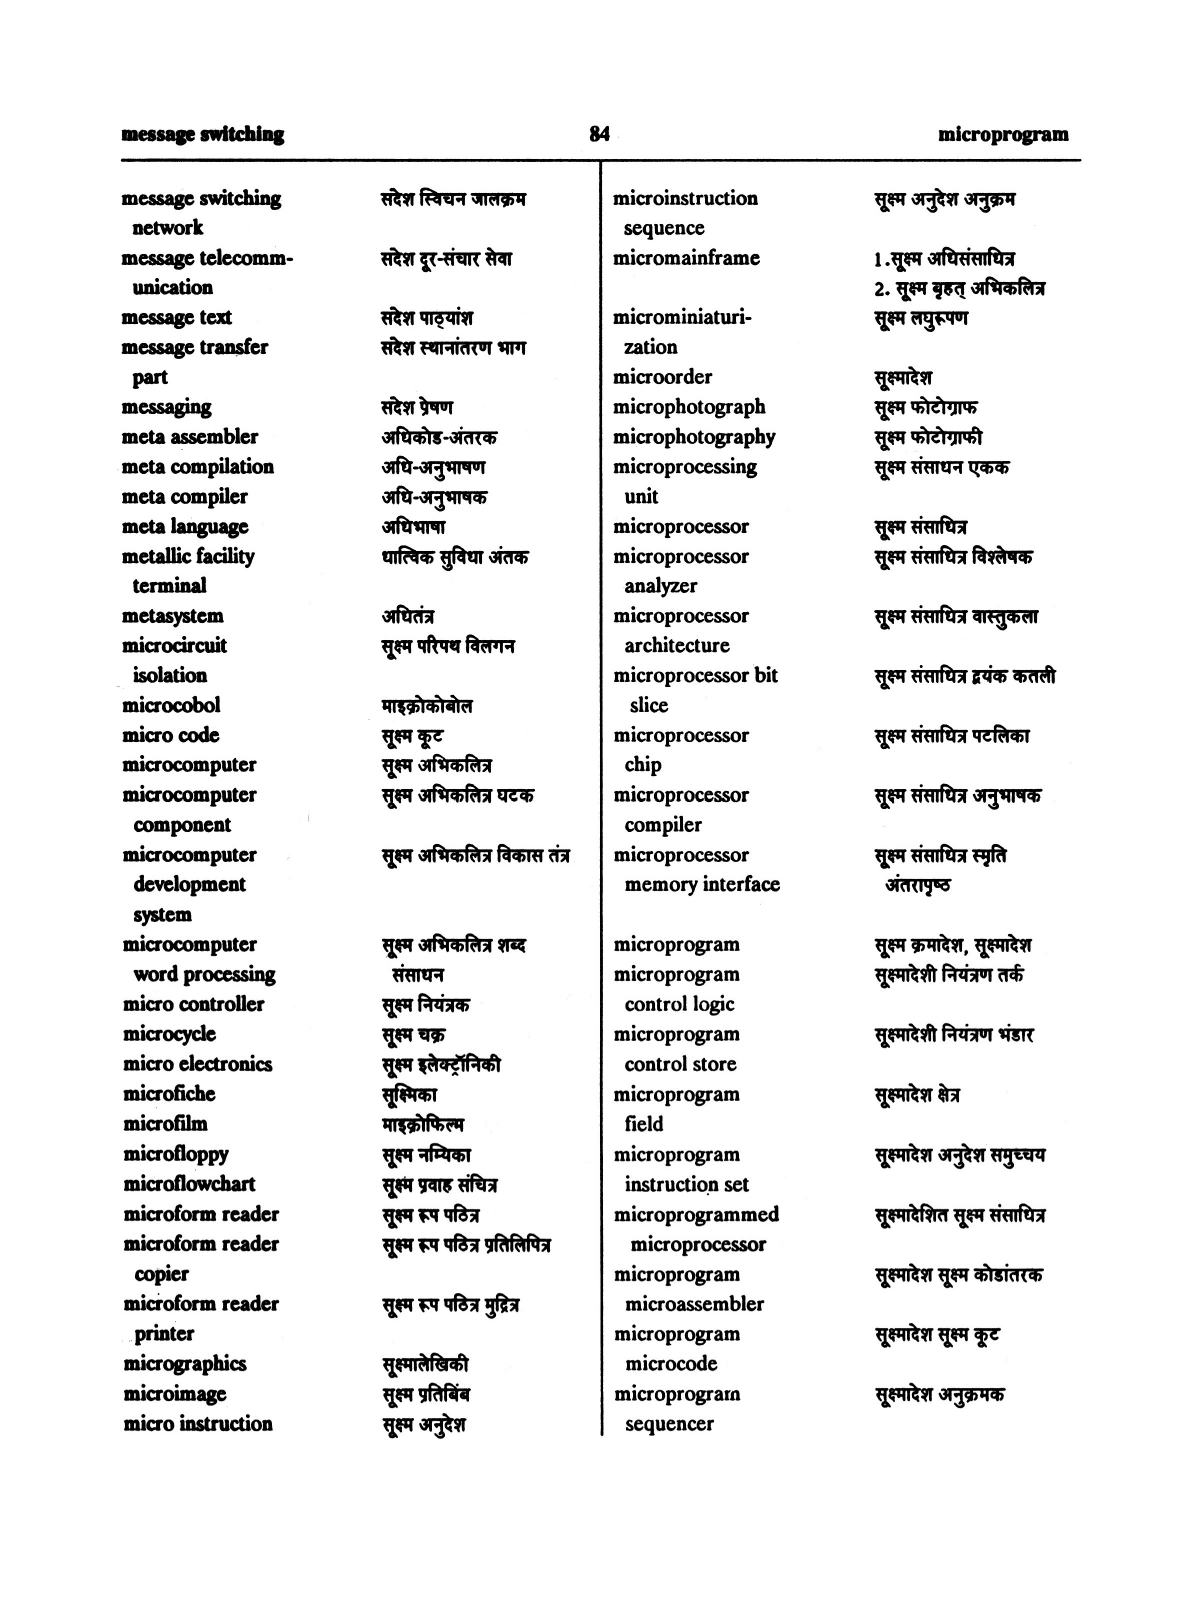 message switching 84 microprogram
message switching संदेश स्विचन जालक्रम
network
message telecomm- संदेश दूर-संचार सेवा
unication
message text संदेश पाठ्यांश
message transfer संदेश स्थानांतरण भाग
part
messaging संदेश प्रेषण
meta assembler अधिकोड-अंतरक
meta compilation अधि-अनुभाषण
meta compiler अधि-अनुभाषक
meta language अधिभाषा
metallic facility धात्विक सुविधा अंतक
terminal
metasystem अधितंत्र
microcircuit सूक्ष्म परिपथ विलगन
isolation
microcobol माइक्रोकोबोल
micro code सूक्ष्म कूट
microcomputer सूक्ष्म अभिकलित्र
microcomputer सूक्ष्म अभिकलित्र घटक
component
microcomputer सूक्ष्म अभिकलित्र विकास तंत्र
development
system
microcomputer सूक्ष्म अभिकलित्र शब्द
word processing संसाधन
micro controller सूक्ष्म नियंत्रक
microcycle सूक्ष्म चक्र
micro electronics सूक्ष्म इलेक्ट्रॉनिकी
microfiche सूक्ष्मिका
microfilm माइक्रोफिल्म
microfloppy सूक्ष्म नम्यिका
microflowchart सूक्ष्म प्रवाह संचित्र
microform reader सूक्ष्म रूप पठित्र
microform reader सूक्ष्म रूप पठित्र प्रतिलिपित्र
copier
microform reader सूक्ष्म रूप पठित्र मुद्रित्र
printer
micrographics सूक्ष्मालेखिकी
microimage सूक्ष्म प्रतिबिंब
micro instruction सूक्ष्म अनुदेश
microinstruction सूक्ष्म अनुदेश अनुक्रम
sequence
micromainframe 1.सूक्ष्म अधिसंसाधित्र
2. सूक्ष्म बृहत् अभिकलित्र
microminiaturi- सूक्ष्म लघुरूपण
zation
microorder सूक्ष्मादेश
microphotograph सूक्ष्म फोटोग्राफ
microphotography सूक्ष्म फोटोग्राफी
microprocessing सूक्ष्म संसाधन एकक
unit
microprocessor सूक्ष्म संसाधित्र
microprocessor सूक्ष्म संसाधित्र विश्लेषक
analyzer
microprocessor सूक्ष्म संसाधित्र वास्तुकला
architecture
microprocessor bit सूक्ष्म संसाधित्र द्वयंक कतली
slice
microprocessor सूक्ष्म संसाधित्र पटलिका
chip
microprocessor सूक्ष्म संसाधित्र अनुभाषक
compiler
microprocessor सूक्ष्म संसाधित्र स्मृति
memory interface अंतरापृष्ठ
microprogram सूक्ष्म क्रमादेश, सूक्ष्मादेश
microprogram सूक्ष्मादेशी नियंत्रण तर्क
control logic
microprogram सूक्ष्मादेशी नियंत्रण भंडार
control store
microprogram सूक्ष्मादेश क्षेत्र
field
microprogram सूक्ष्मादेश अनुदेश समुच्चय
instruction set
microprogrammed सूक्ष्मादेशित सूक्ष्म संसाधित्र
microprocessor
microprogram सूक्ष्मादेश सूक्ष्म कोडांतरक
microassembler
microprogram सूक्ष्मादेश सूक्ष्म कूट
microcode
microprogram सूक्ष्मादेश अनुक्रमक
sequencer